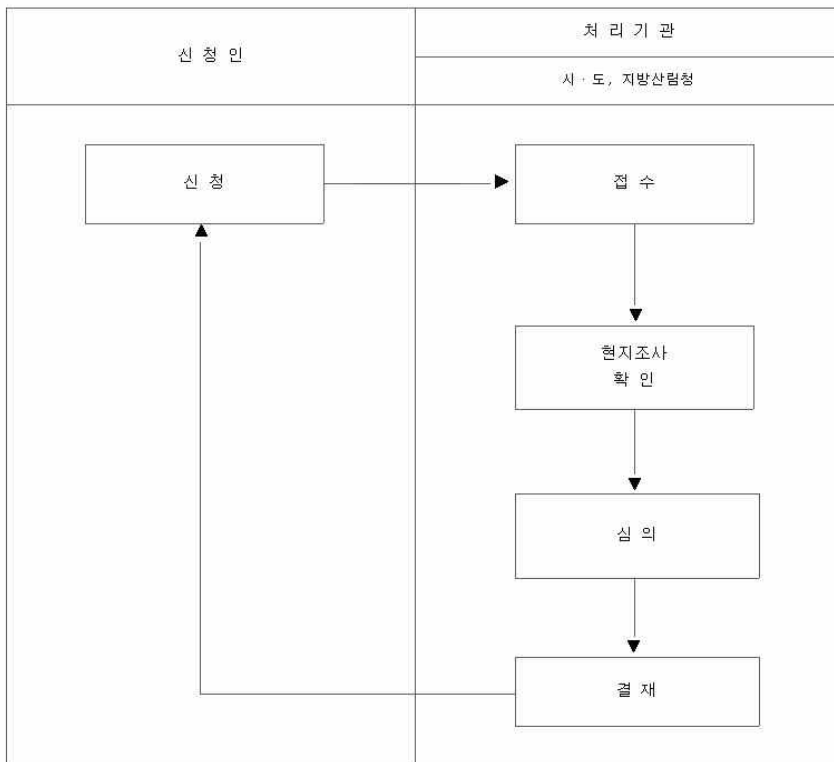 신 청 인
처 리 기 관
시 · 도, 지방산림청
신 청
접 수
현지조사
확 인
심 의
결 재